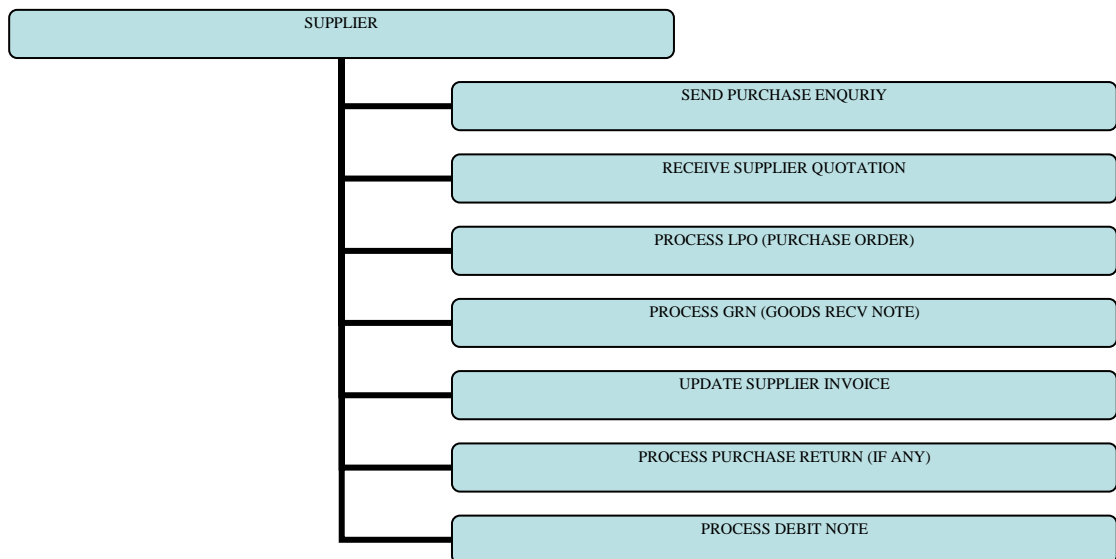 SUPPLIER
SEND PURCHASE ENQURIY
RECEIVE SUPPLIER QUOTATION
PROCESS LPO (PURCHASE ORDER)
PROCESS GRN (GOODS RECV NOTE)
UPDATE SUPPLIER INVOICE
PROCESS PURCHASE RETURN (IF ANY)
PROCESS DEBIT NOTE